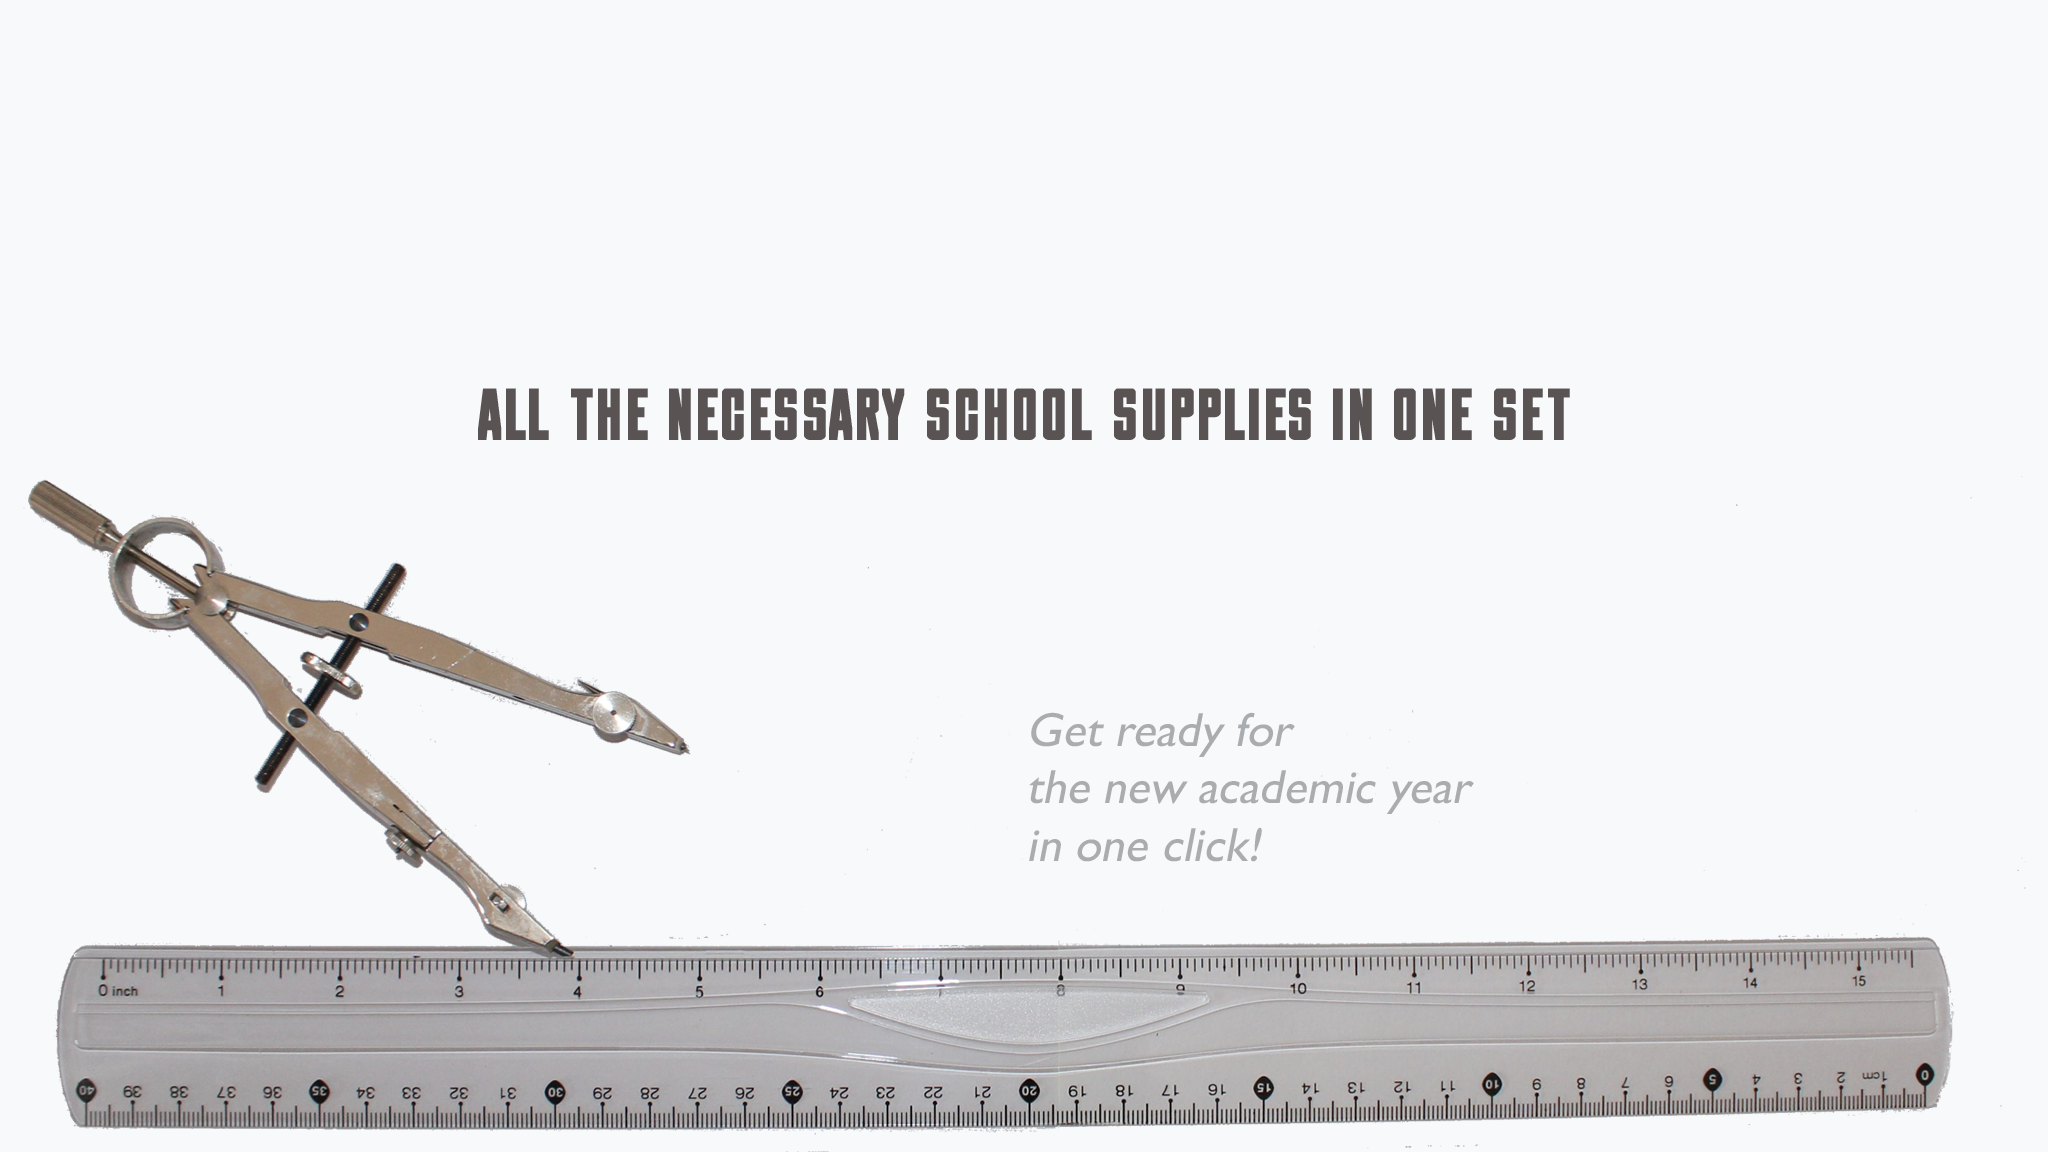 ALL THE NECESSARY SCHOOL SUPPLIES IN ONE SET
Get ready for
the new academic year
in one click!
0 inch 1 2 3 4 5 6 7 8 9 10 11 12 13 14 15
40 39 38 37 36 35 34 33 32 31 30 29 28 27 26 25 24 23 22 21 20 19 18 17 16 15 14 13 12 11 10 9 8 7 6 5 4 3 2 1cm 0